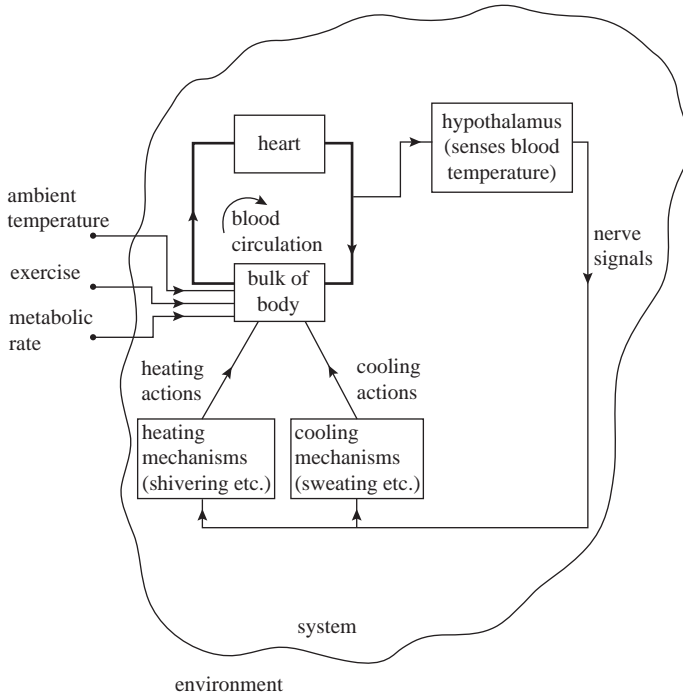 heart
hypothalamus
(senses blood
temperature)
ambient
temperature
blood
circulation
nerve
signals
exercise
bulk of
body
metabolic
rate
heating
actions
cooling
actions
heating
mechanisms
(shivering etc.)
cooling
mechanisms
(sweating etc.)
system
environment